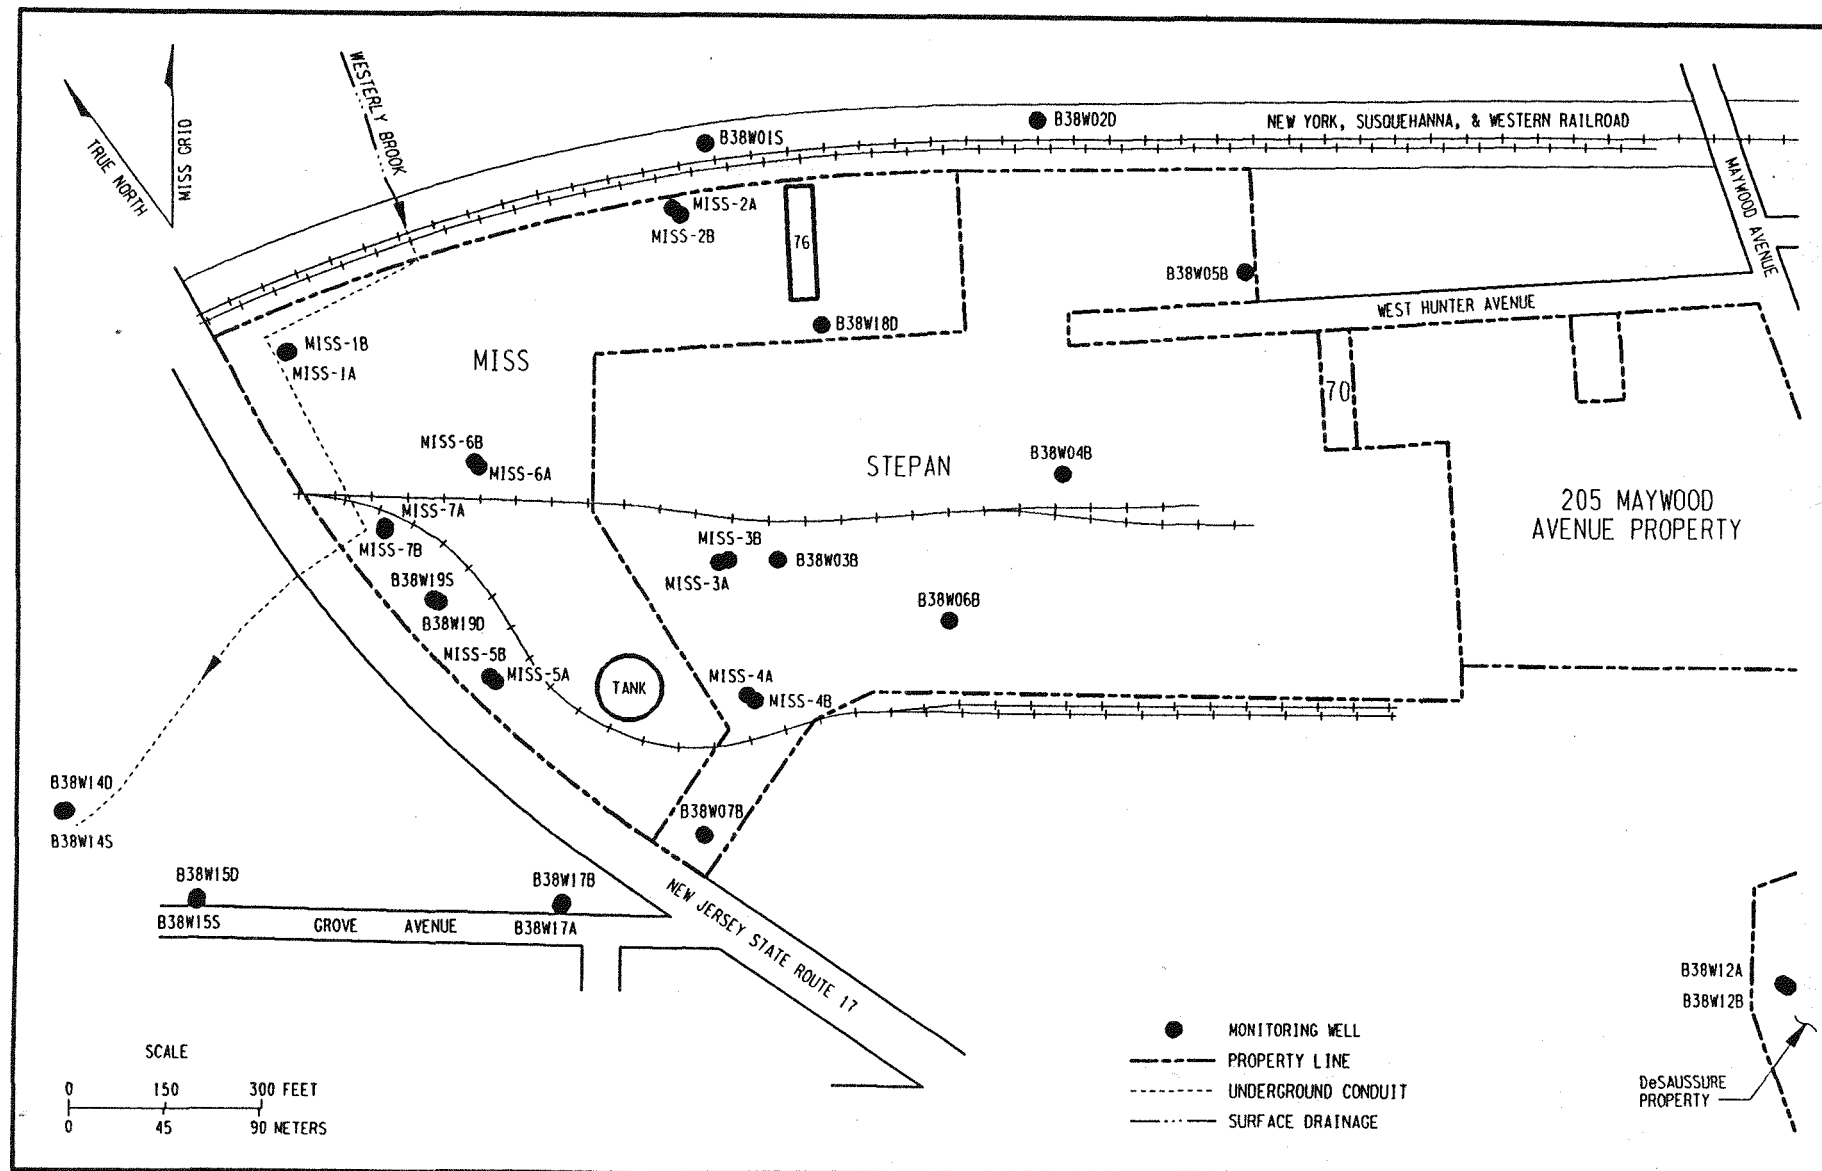 WESTERLY BROOK
TRUE NORTH
MISS GRID
B38W01S
B38W02D
NEW YORK, SUSQUEHANNA, & WESTERN RAILROAD
MAYWOOD AVENUE
MISS-2A
MISS-2B
76
B38W05B
WEST HUNTER AVENUE
B38W18D
MISS-1B
MISS-1A
MISS
70
MISS-6B
MISS-6A
STEPAN
B38W04B
205 MAYWOOD
AVENUE PROPERTY
MISS-7A
MISS-7B
MISS-3B
MISS-3A
B38W03B
B38W19S
B38W19D
B38W06B
MISS-5B
MISS-5A
TANK
MISS-4A
MISS-4B
B38W14D
B38W14S
B38W07B
B38W15D
B38W15S
GROVE AVENUE
B38W17B
B38W17A
NEW JERSEY STATE ROUTE 17
B38W12A
B38W12B
DeSAUSSURE
PROPERTY
SCALE
0 150 300 FEET
0 45 90 METERS
MONITORING WELL
PROPERTY LINE
UNDERGROUND CONDUIT
SURFACE DRAINAGE